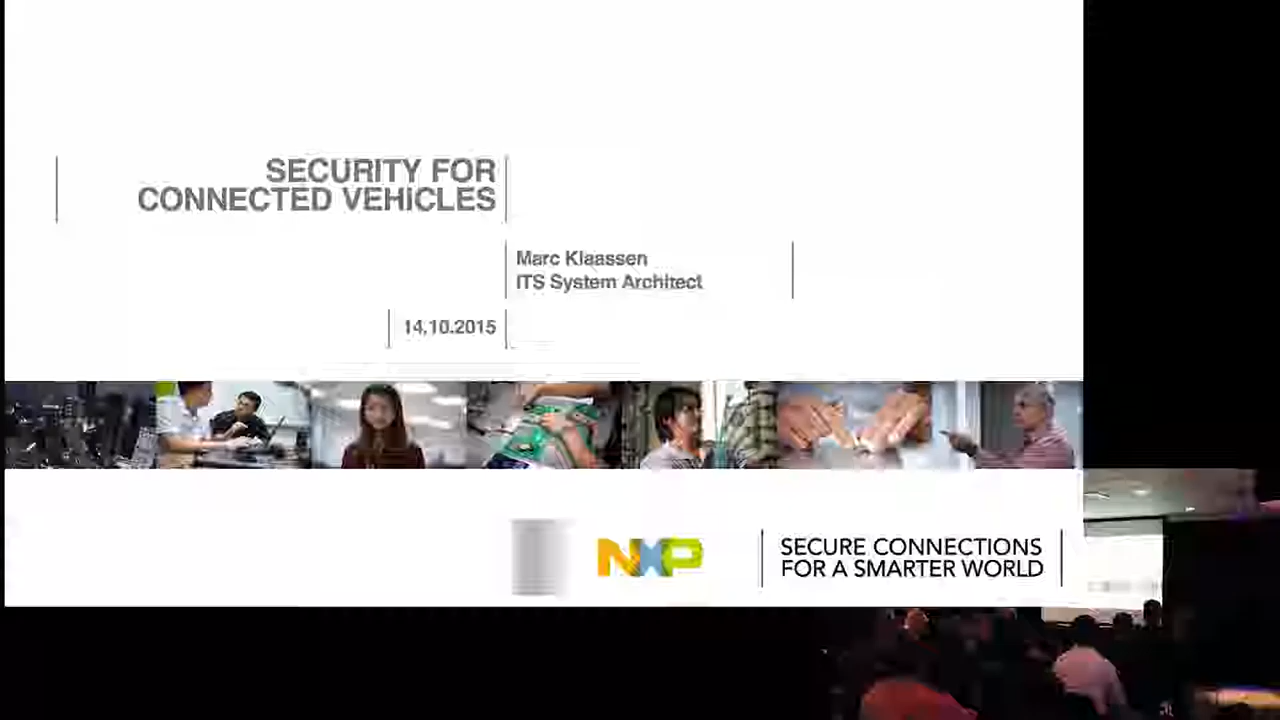 SECURITY FOR
CONNECTED VEHICLES
Marc Klaassen
ITS System Architect
14.10.2015
NXP
SECURE CONNECTIONS
FOR A SMARTER WORLD